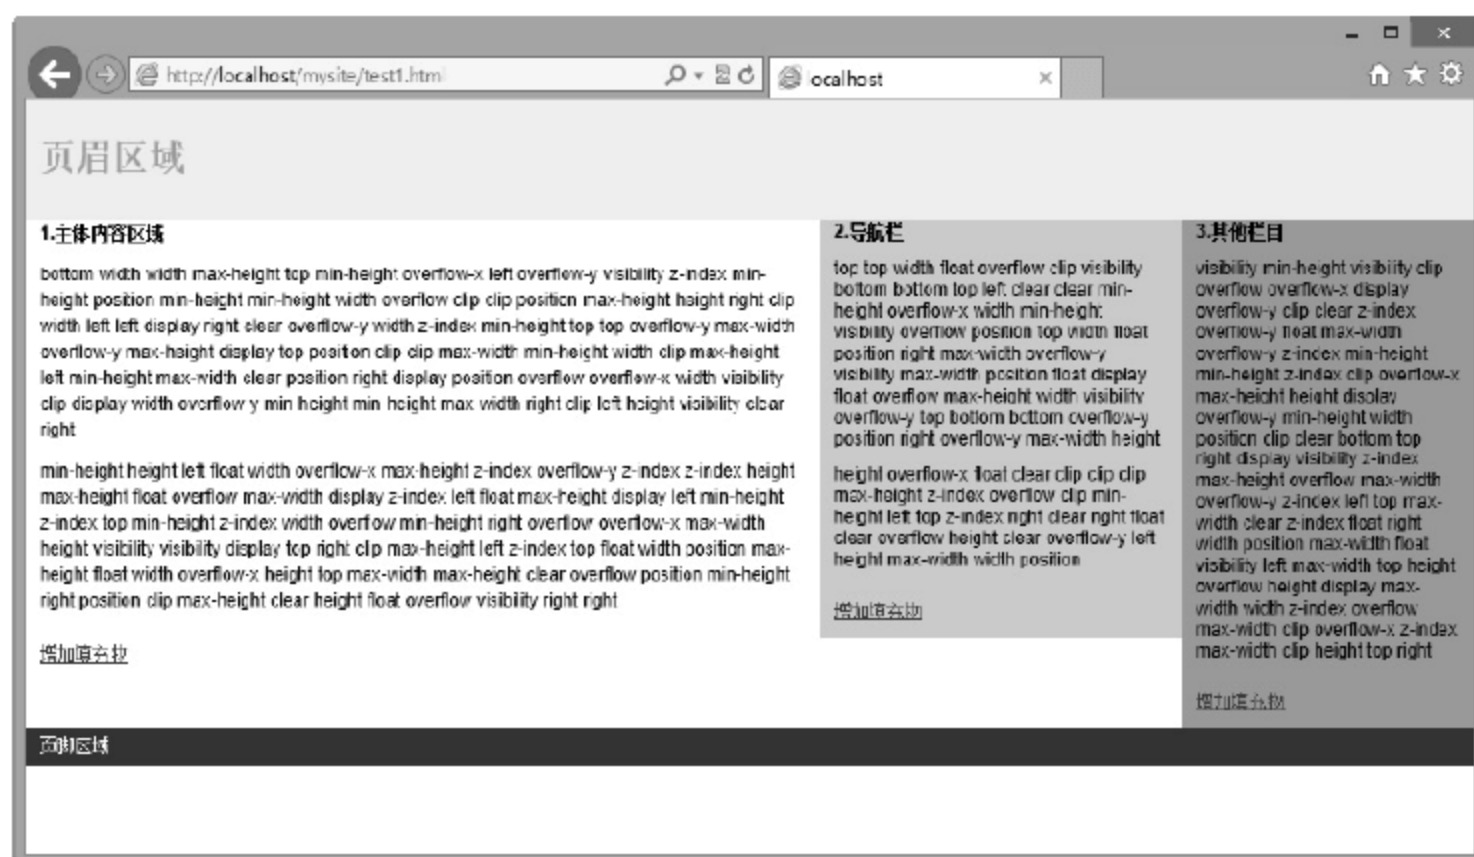 http://localhost/mysite/test1.html
localhost
页眉区域
1.主体内容区域
bottom width width max-height top min-height overflow-x left overflow-y visibility z-index min-
height position min-height min-height width overflow clip clip position max-height height right clip
width left left display right clear overflow-y width z-index min-height top top overflow-y max-width
overflow-y max-height display top position clip clip max-width min-height width clip max-height
left min-height max-width clear position right display position overflow overflow-x width visibility
clip display width overflow-y min-height min-height max-width right clip left height visibility clear
right
min-height height left float width overflow-x max-height z-index overflow-y z-index z-index height
max-height float overflow max-width display z-index left float max-height display left min-height
z-index top min-height z-index width overflow min-height right overflow overflow-x max-width
height visibility visibility display top right clip max-height left z-index top float width position max-
height float width overflow-x height top max-width max-height clear overflow position min-height
right position clip max-height clear height float overflow visibility right right
增加填充物
2.导航栏
top top width float overflow clip visibility
bottom bottom top left clear clear min-
height overflow-x width min-height
visibility overflow position top width float
position right max-width overflow-y
visibility max-width position float display
float overflow max-height width visibility
overflow-y top bottom bottom overflow-y
position right overflow-y max-width height
height overflow-x float clear clip clip clip
max-height z-index overflow clip min-
height left top z-index right clear right float
clear overflow height clear overflow-y left
height max-width width position
增加填充物
3.其他栏目
visibility min-height visibility clip
overflow overflow-x display
overflow-y clip clear z-index
overflow-y float max-width
overflow-y z-index min-height
min-height z-index clip overflow-x
max-height height display
overflow-y min-height width
position clip clear bottom top
right display visibility z-index
max-height overflow max-width
overflow-y z-index left top max-
width clear z-index float right
width position max-width float
visibility left max-width top height
overflow height display max-
width width z-index overflow
max-width clip overflow-x z-index
max-width clip height top right
增加填充物
页脚区域